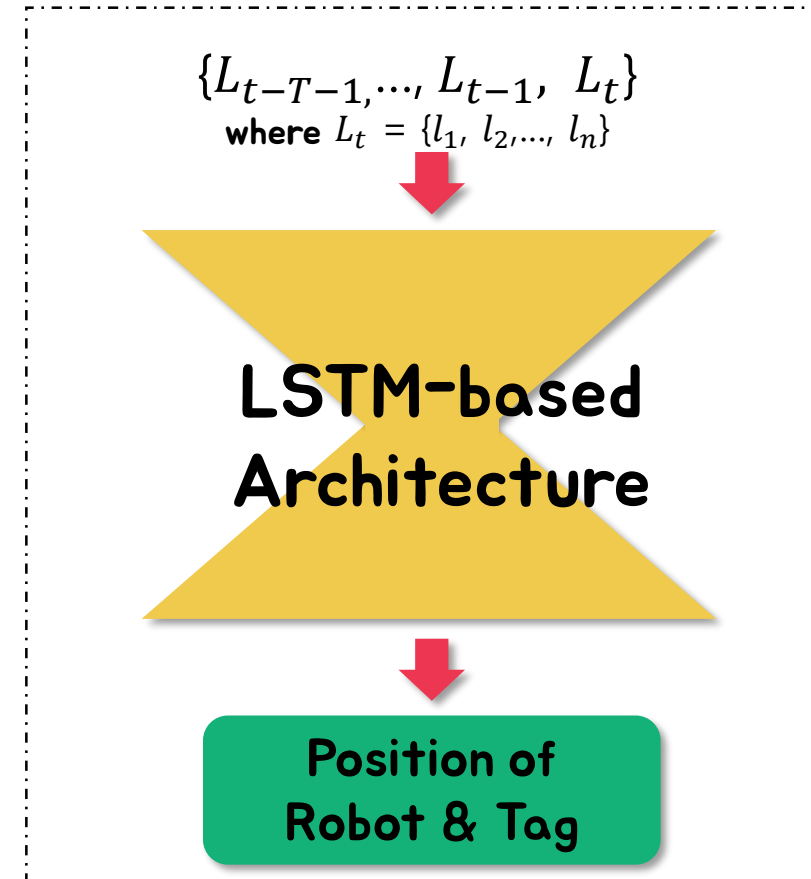 {L_{t−T−1,}..., L_{t−1}, L_t}
where L_t = {l_1, l_2,..., l_n}
LSTM-based
Architecture
Position of
Robot & Tag